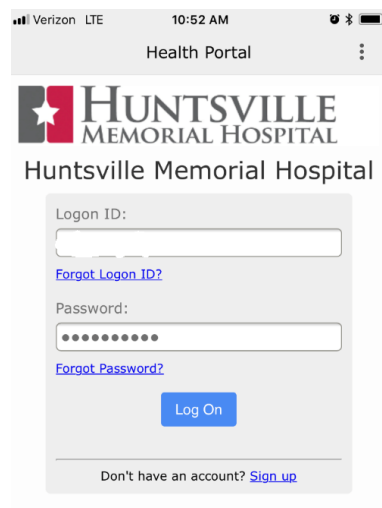 Verizon LTE 10:52 AM
Health Portal
HUNTSVILLE
MEMORIAL HOSPITAL
Huntsville Memorial Hospital
Logon ID:
Forgot Logon ID?
Password:
Forgot Password?
Log On
Don't have an account? Sign up